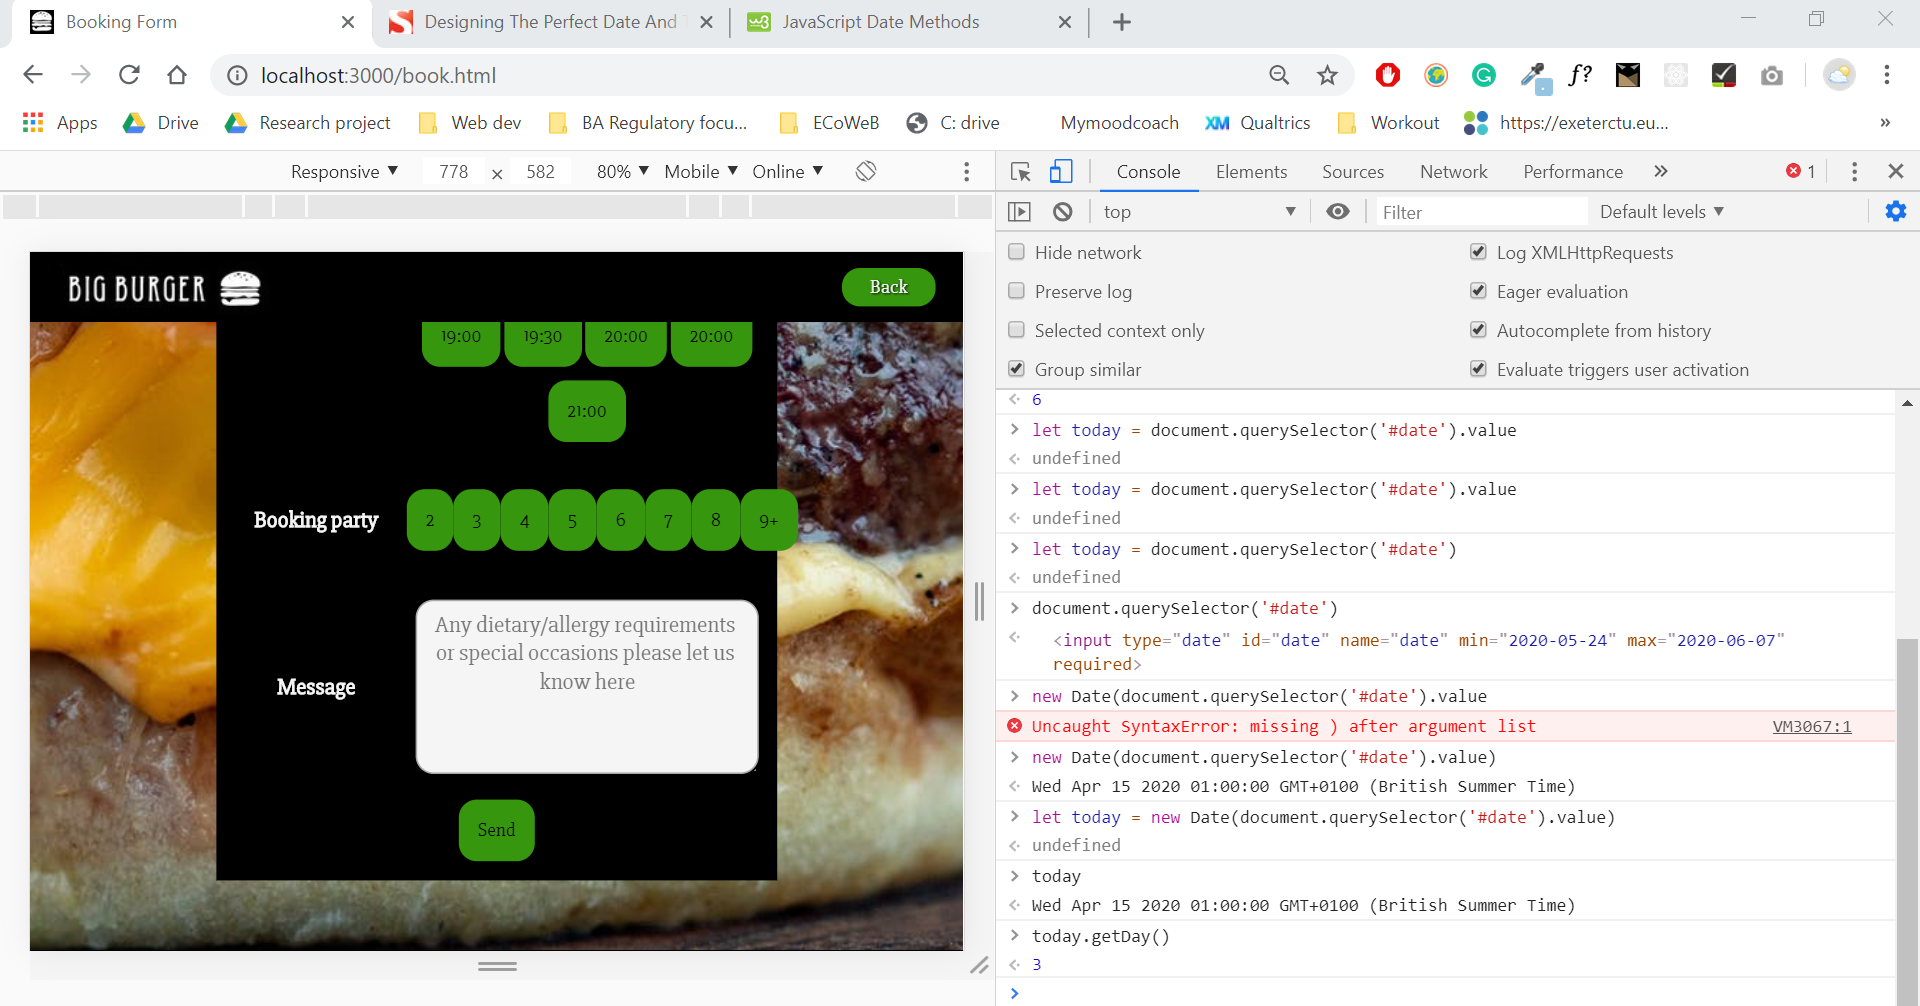 Booking Form
Designing The Perfect Date And T
JavaScript Date Methods
localhost:3000/book.html
f?
Apps
Drive
Research project
Web dev
BA Regulatory focu...
ECoWeB
C: drive
Mymoodcoach
XM Qualtrics
Workout
https://exeterctu.eu...
»
Responsive ▼ 778 × 582 80% ▼ Mobile ▼ Online ▼
Console Elements Sources Network Performance » 1
top ▼ Filter Default levels ▼
Hide network
Log XMLHttpRequests
Preserve log
Eager evaluation
Selected context only
Autocomplete from history
Group similar
Evaluate triggers user activation
BIG BURGER
Back
19:00 19:30 20:00 20:00
21:00
Booking party 2 3 4 5 6 7 8 9+
Message
Any dietary/allergy requirements
or special occasions please let us
know here
Send
6
let today = document.querySelector('#date').value
undefined
let today = document.querySelector('#date').value
undefined
let today = document.querySelector('#date')
undefined
document.querySelector('#date')
<input type="date" id="date" name="date" min="2020-05-24" max="2020-06-07"
required>
new Date(document.querySelector('#date').value
Uncaught SyntaxError: missing ) after argument list VM3067:1
new Date(document.querySelector('#date').value)
Wed Apr 15 2020 01:00:00 GMT+0100 (British Summer Time)
let today = new Date(document.querySelector('#date').value)
undefined
today
Wed Apr 15 2020 01:00:00 GMT+0100 (British Summer Time)
today.getDay()
3